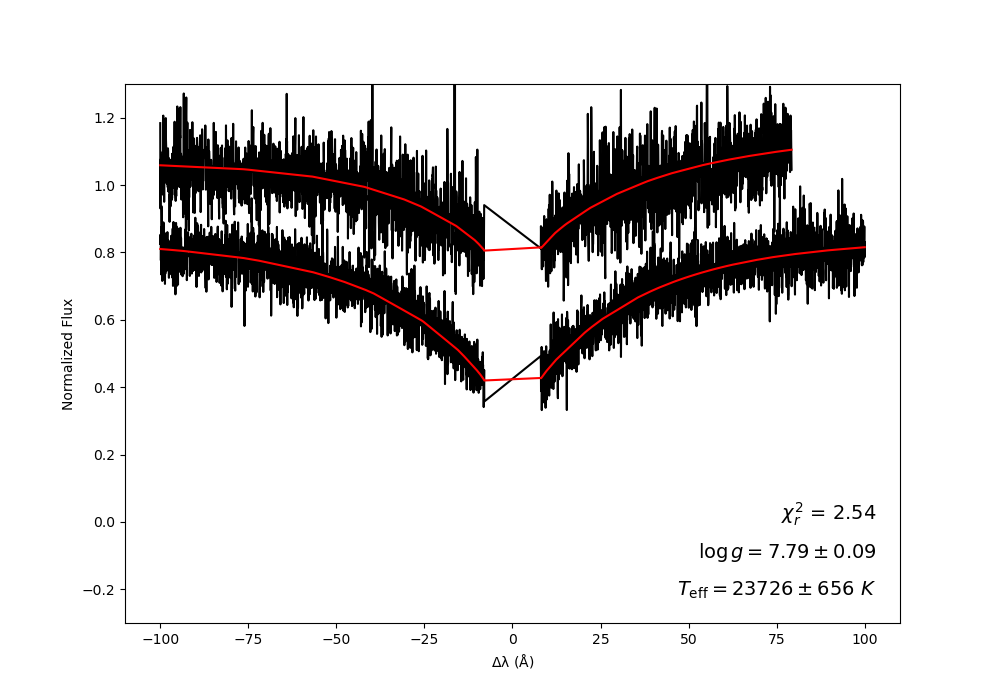 1.2
1.0
0.8
0.6
0.4
0.2
0.0
−0.2
Normalized Flux
χ²ᵣ = 2.54
log g = 7.79 ± 0.09
T_eff = 23726 ± 656 K
−100 −75 −50 −25 0 25 50 75 100
Δλ (Å)